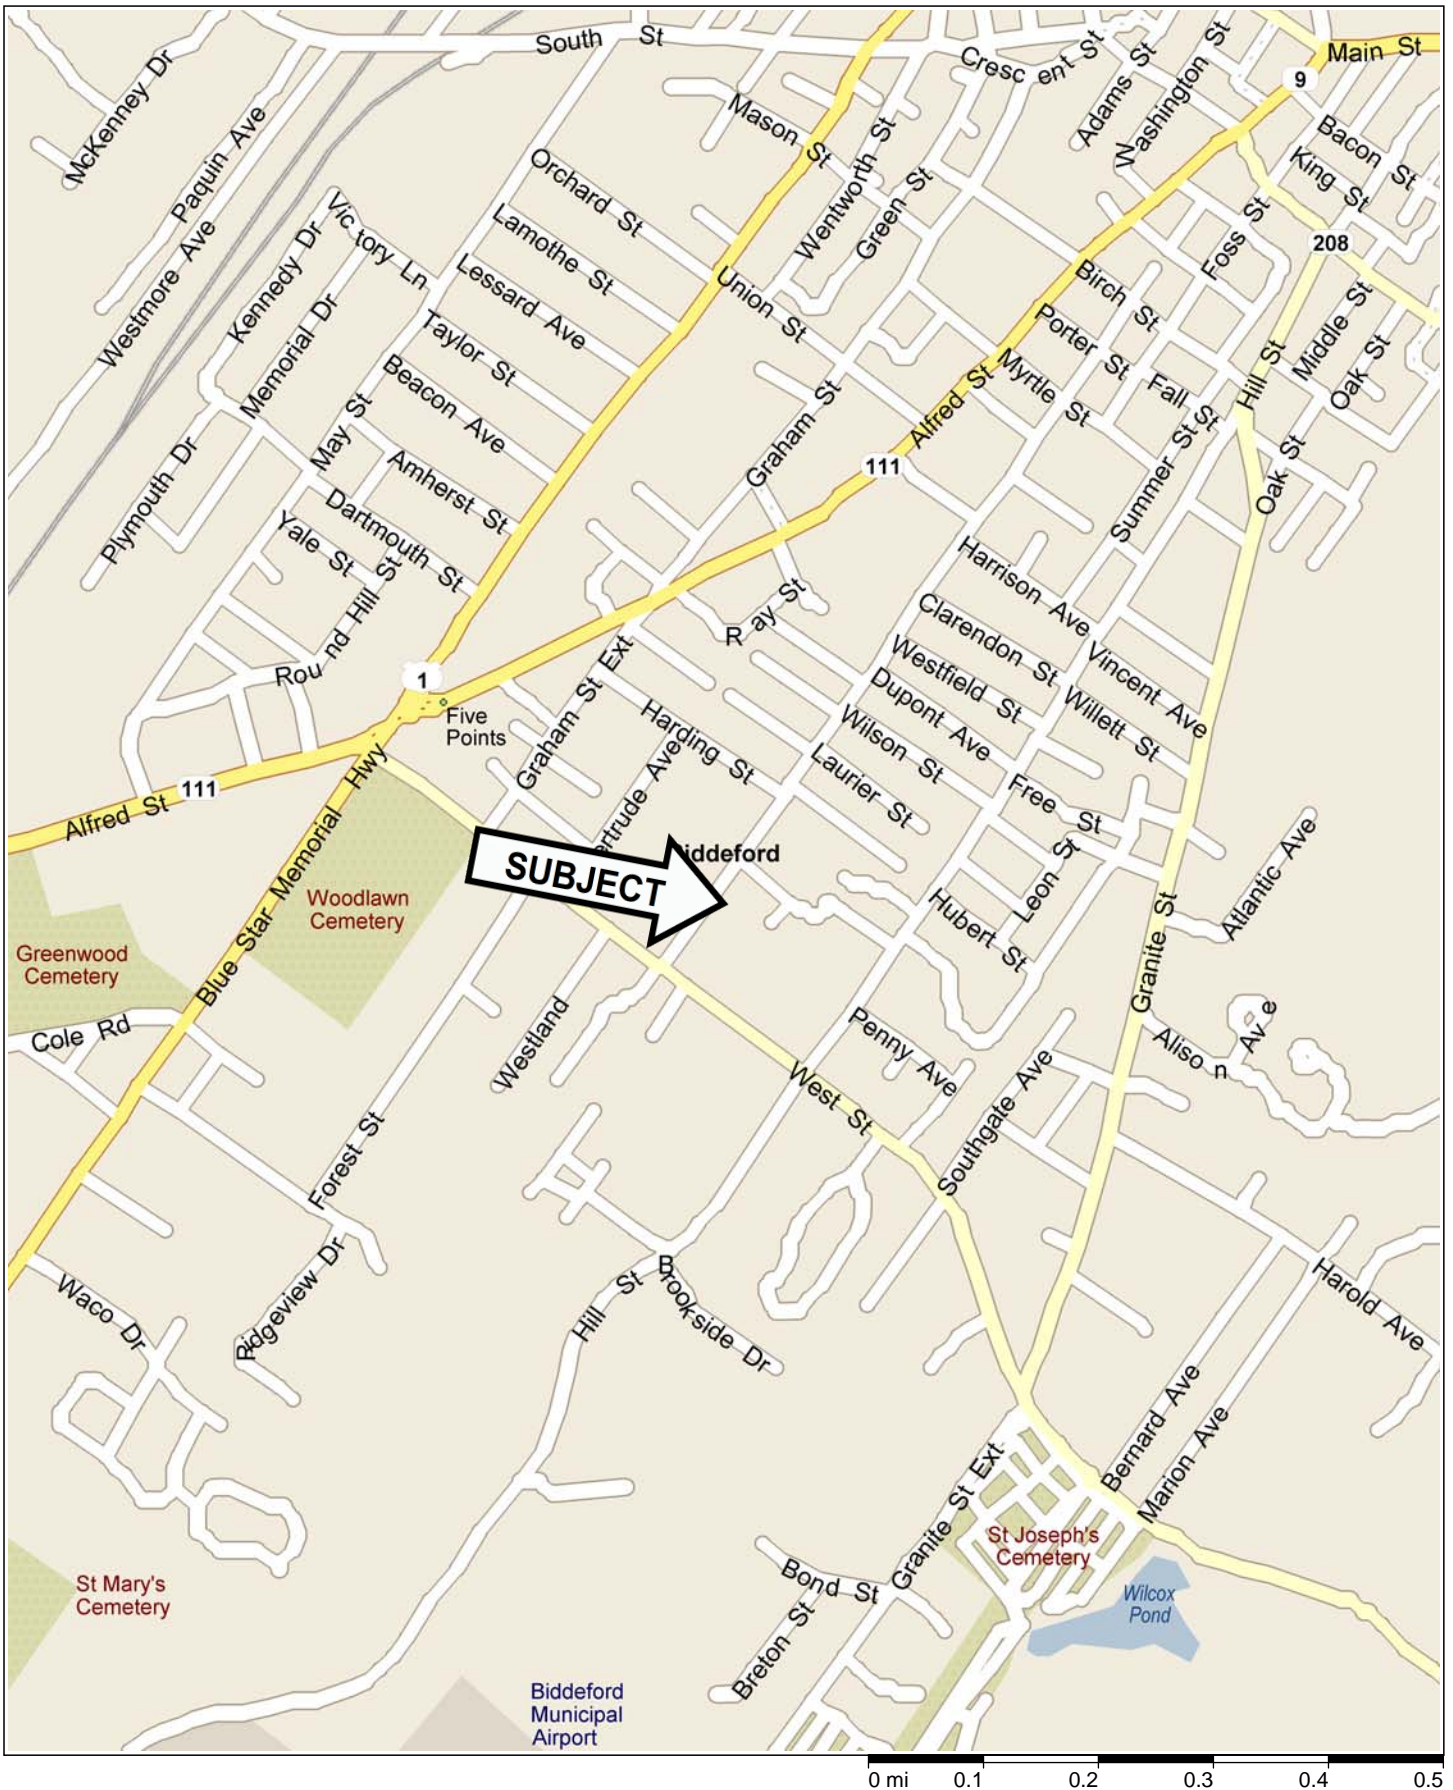 South St
Crescent St
Main St
9
McKenney Dr
Paquin Ave
Westmore Ave
Mason St
Wentworth St
Green St
Adams St
Washington St
Bacon St
King St
Foss St
208
Orchard St
Lamothe St
Lessard Ave
Taylor St
Beacon Ave
Amherst St
Dartmouth St
Yale St
Victory Ln
Kennedy Dr
Memorial Dr
Plymouth Dr
May St
Round Hill St
Union St
Graham St
Alfred St
111
Birch St
Porter St
Myrtle St
Fall St
Summer St
Hill St
Middle St
Oak St
Oak St
Ray St
Harrison Ave
Clarendon St
Westfield St
Dupont Ave
Wilson St
Laurier St
Vincent Ave
Willett St
Free St
1
Five
Points
Graham St Ext
Harding St
ertrude Ave
111
Alfred St
Blue Star Memorial Hwy
Woodlawn
Cemetery
Greenwood
Cemetery
Cole Rd
SUBJECT
iddeford
Leon St
Hubert St
Granite St
Atlantic Ave
Alison Ave
Westland
West St
Penny Ave
Southgate Ave
Forest St
Ridgeview Dr
Waco Dr
Hill St
Brookside Dr
Harold Ave
Bernard Ave
Marion Ave
Granite St Ext
St Joseph's
Cemetery
Wilcox
Pond
Bond St
Breton St
St Mary's
Cemetery
Biddeford
Municipal
Airport
0 mi 0.1 0.2 0.3 0.4 0.5